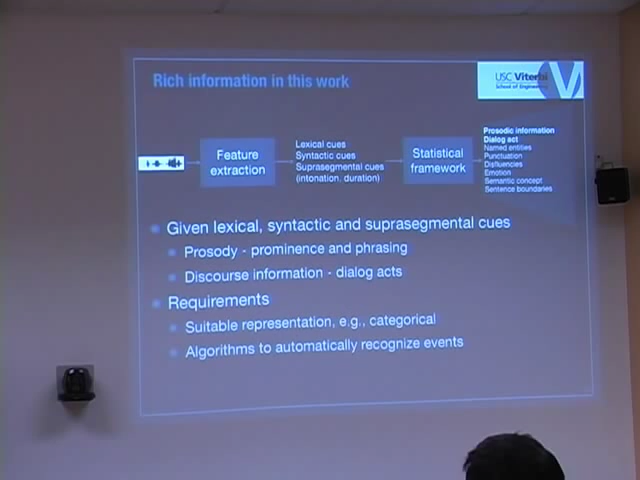 Rich information in this work
USC Viterbi
School of Engineering
Feature
extraction
Lexical cues
Syntactic cues
Suprasegmental cues
(intonation, duration)
Statistical
framework
Prosodic information
Dialog act
Named entities
Punctuation
Disfluencies
Emotion
Semantic concept
Sentence boundaries
Given lexical, syntactic and suprasegmental cues
Prosody - prominence and phrasing
Discourse information - dialog acts
Requirements
Suitable representation, e.g., categorical
Algorithms to automatically recognize events